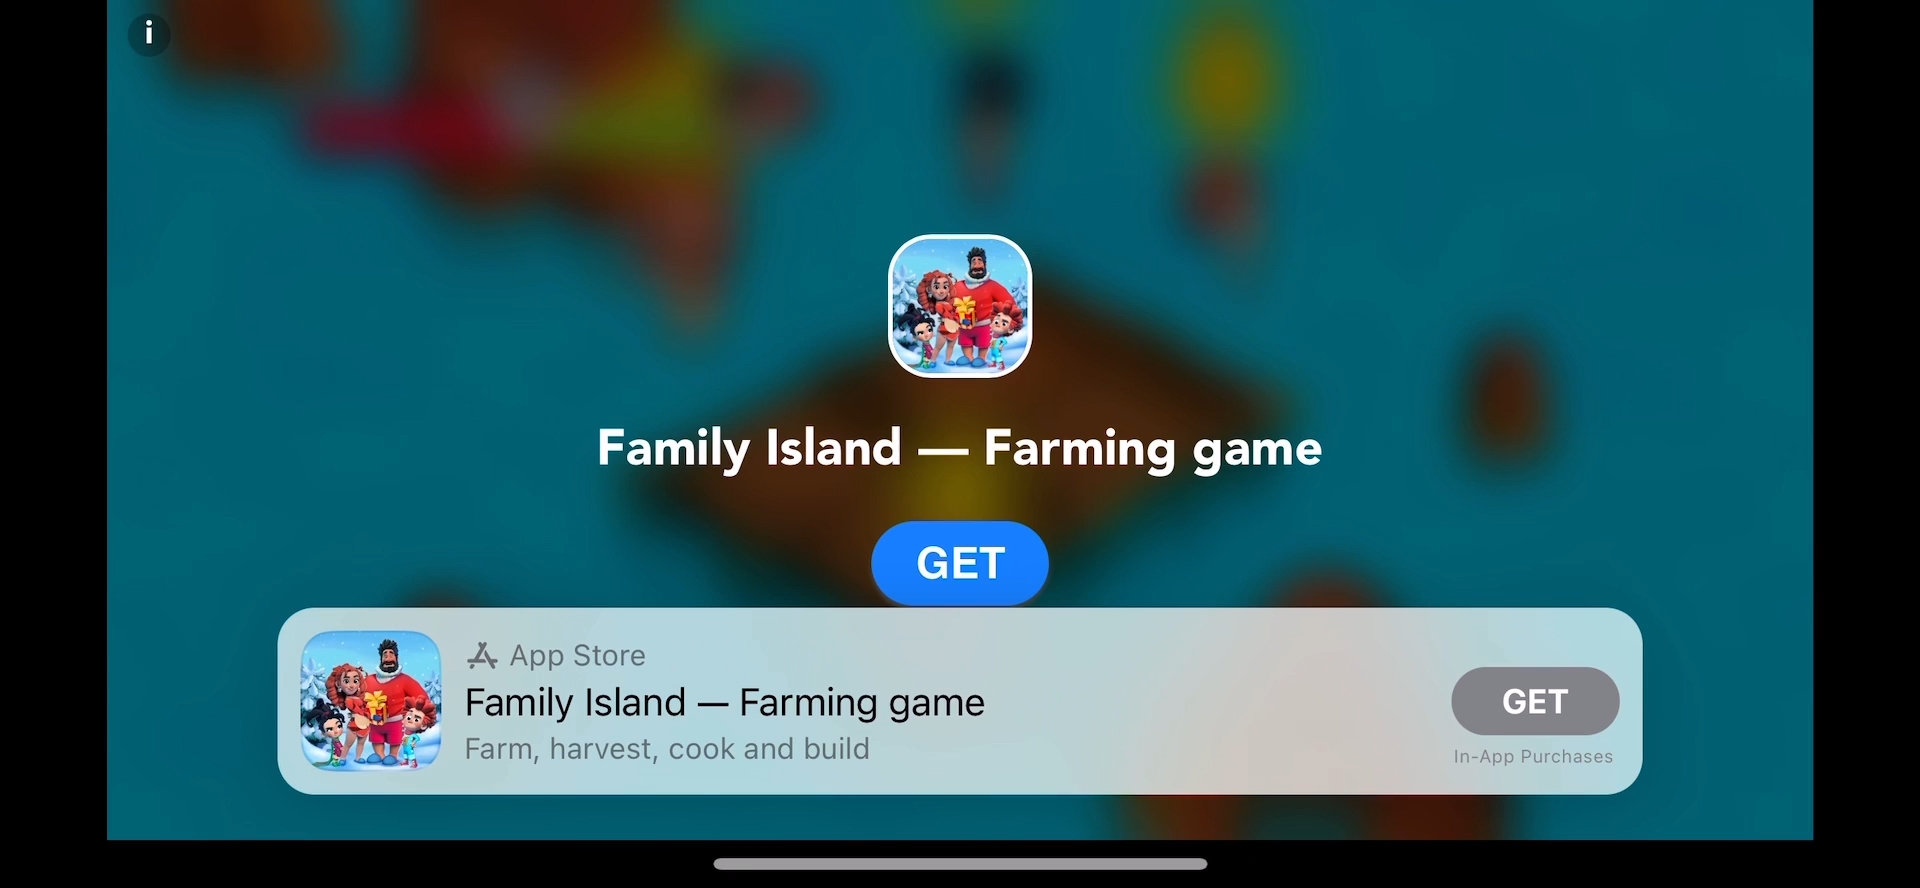 i
Family Island — Farming game
GET
App Store
Family Island — Farming game
Farm, harvest, cook and build
GET
In-App Purchases